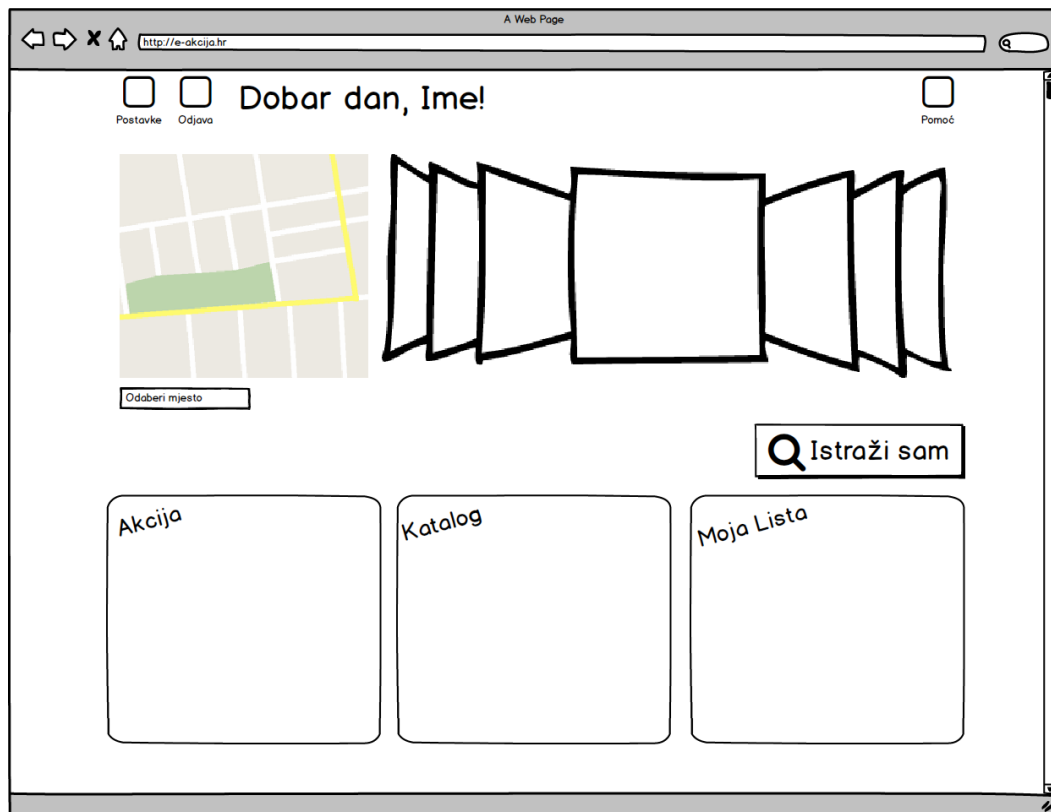 A Web Page
http://e-akcija.hr
Dobar dan, Ime!
Postavke
Odjava
Pomoć
Odaberi mjesto
Istraži sam
Akcija
Katalog
Moja Lista